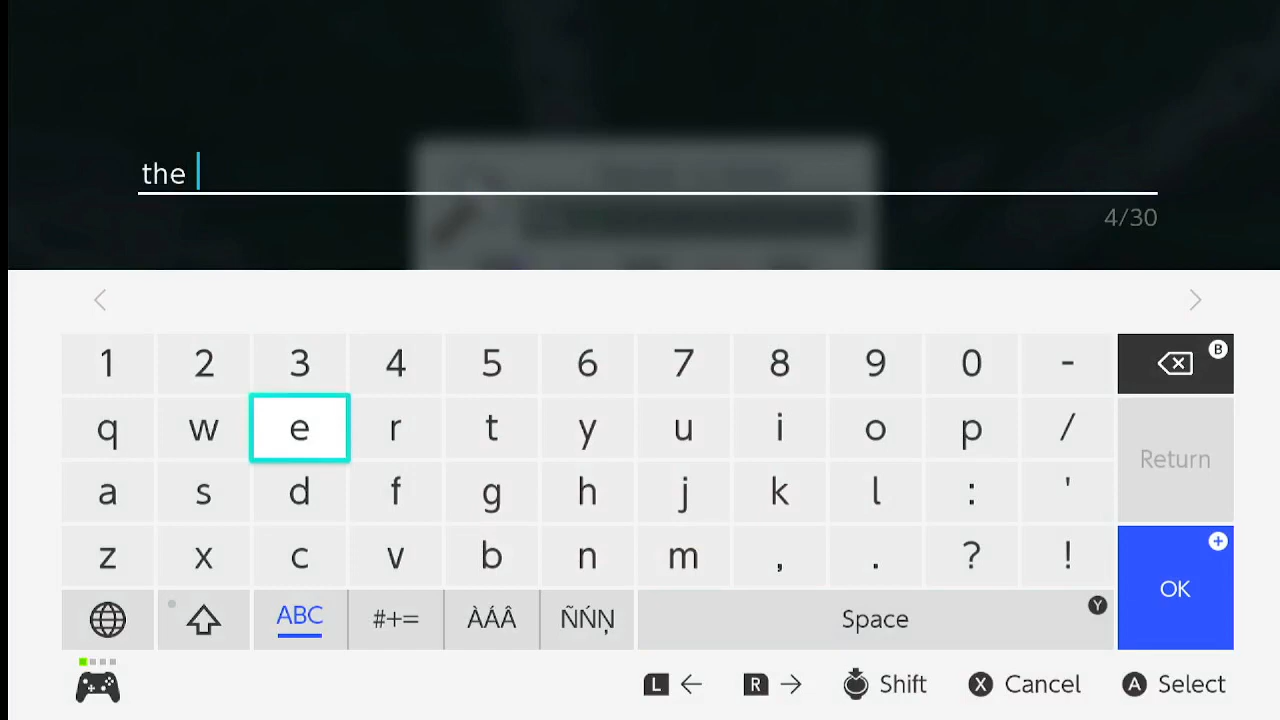 the
4/30
1 2 3 4 5 6 7 8 9 0 - B
q w e r t y u i o p / Return
a s d f g h j k l : '
z x c v b n m , . ? ! + OK
ABC #+= ÀÁÂ ÑŃŅ Space Y
L ← R → Shift X Cancel A Select